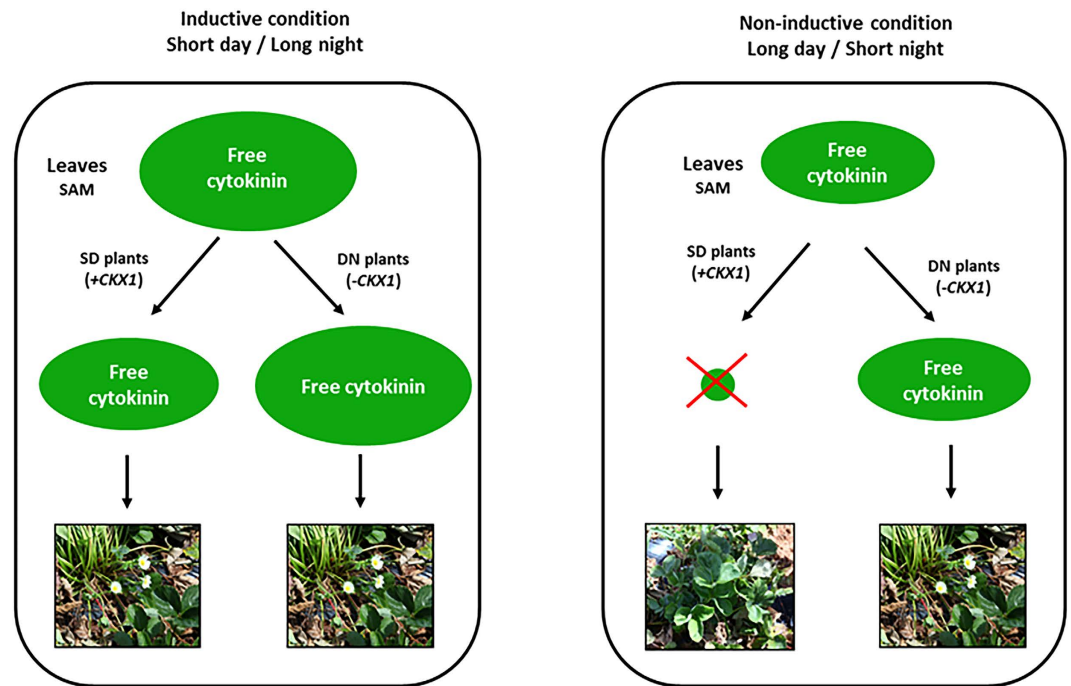 Inductive condition
Short day / Long night
Leaves
SAM
Free
cytokinin
SD plants
(+CKX1)
DN plants
(-CKX1)
Free
cytokinin
Free cytokinin
Non-inductive condition
Long day / Short night
Leaves
SAM
Free
cytokinin
SD plants
(+CKX1)
DN plants
(-CKX1)
Free
cytokinin